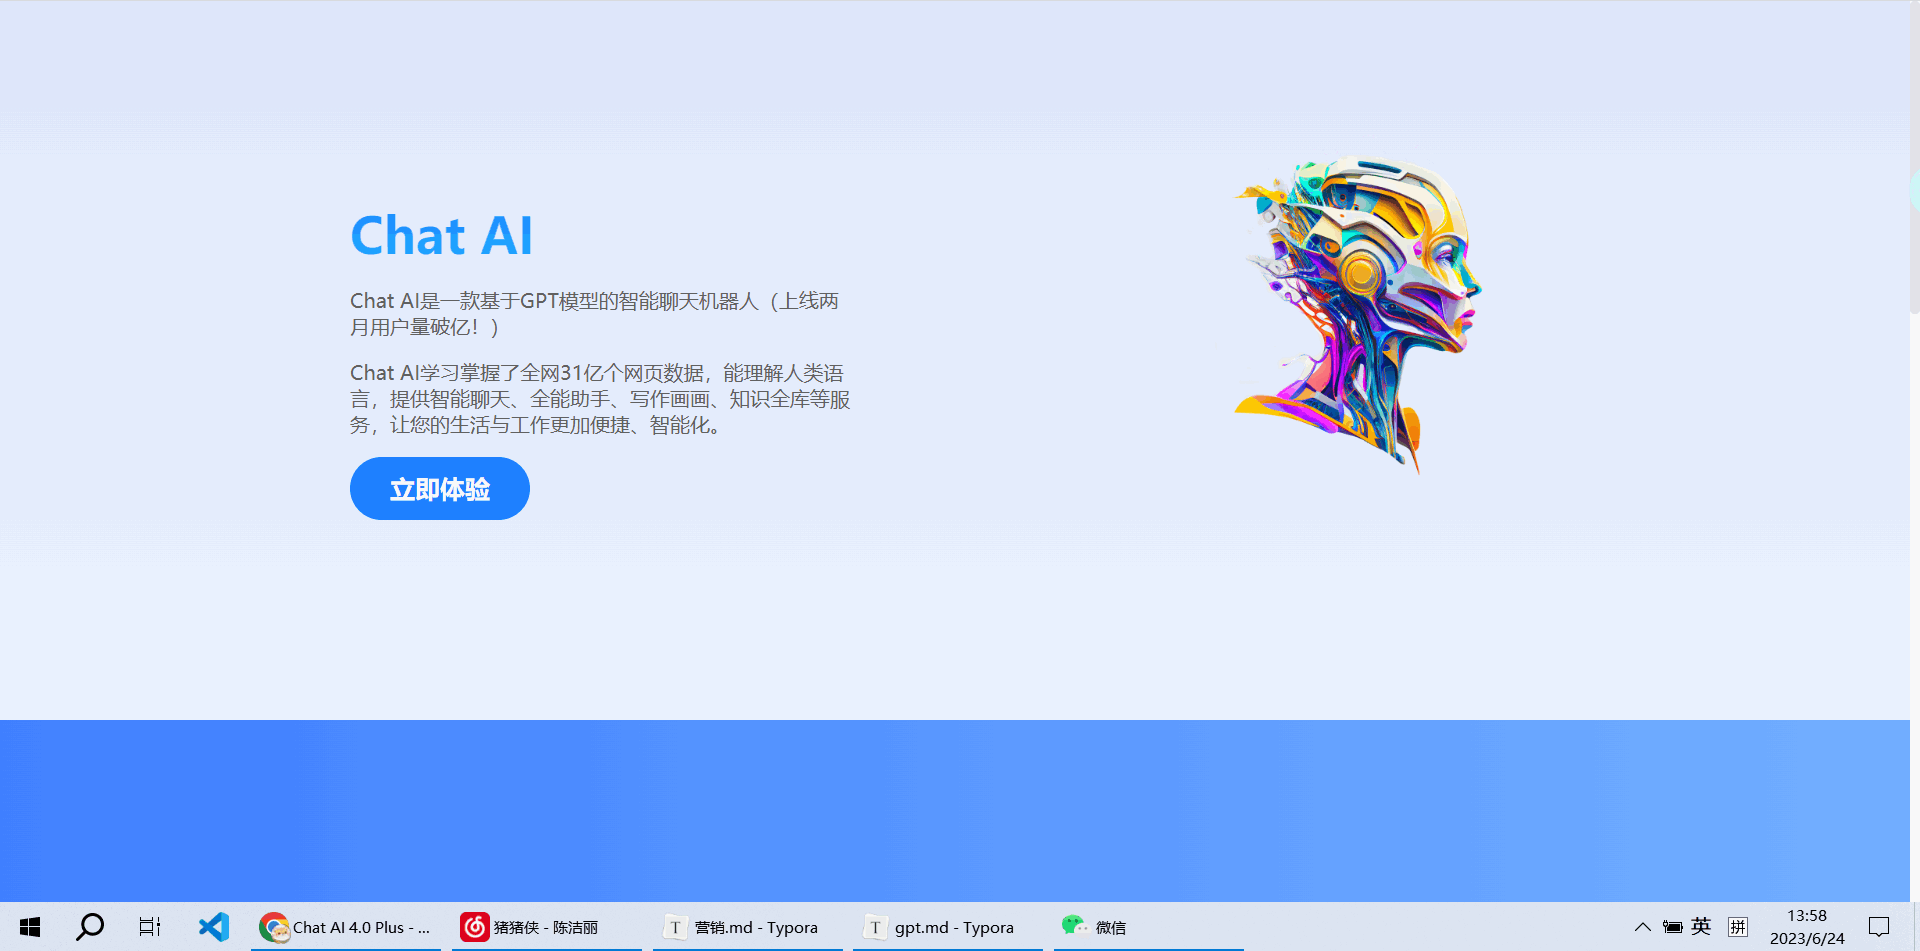 Chat AI
Chat AI是一款基于GPT模型的智能聊天机器人（上线两
月用户量破亿！）
Chat AI学习掌握了全网31亿个网页数据，能理解人类语
言，提供智能聊天、全能助手、写作画画、知识全库等服
务，让您的生活与工作更加便捷、智能化。
立即体验
Chat AI 4.0 Plus - ...
猪猪侠 - 陈洁丽
T 营销.md - Typora
T gpt.md - Typora
微信
英
拼
13:58
2023/6/24